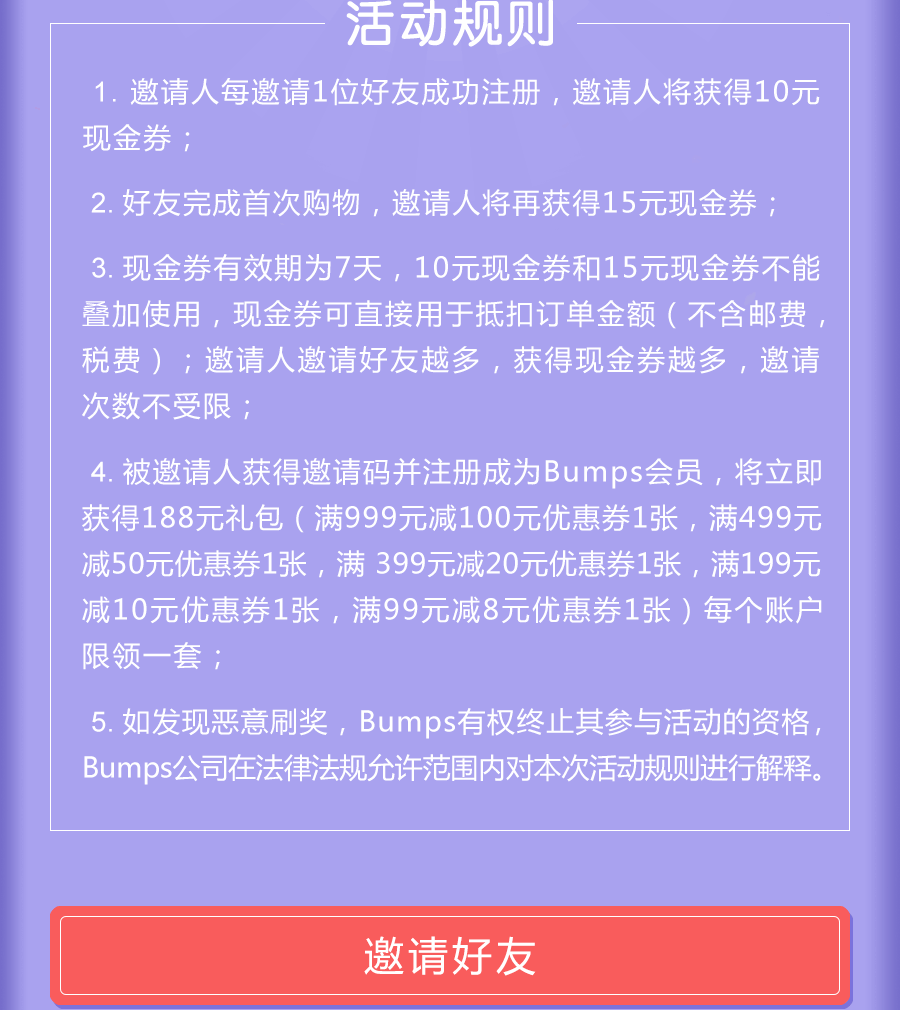 活动规则
1. 邀请人每邀请1位好友成功注册，邀请人将获得10元
现金券；
2. 好友完成首次购物，邀请人将再获得15元现金券；
3. 现金券有效期为7天，10元现金券和15元现金券不能
叠加使用，现金券可直接用于抵扣订单金额（不含邮费，
税费）；邀请人邀请好友越多，获得现金券越多，邀请
次数不受限；
4. 被邀请人获得邀请码并注册成为Bumps会员，将立即
获得188元礼包（满999元减100元优惠券1张，满499元
减50元优惠券1张，满 399元减20元优惠券1张，满199元
减10元优惠券1张，满99元减8元优惠券1张）每个账户
限领一套；
5. 如发现恶意刷奖，Bumps有权终止其参与活动的资格，
Bumps公司在法律法规允许范围内对本次活动规则进行解释。
邀请好友